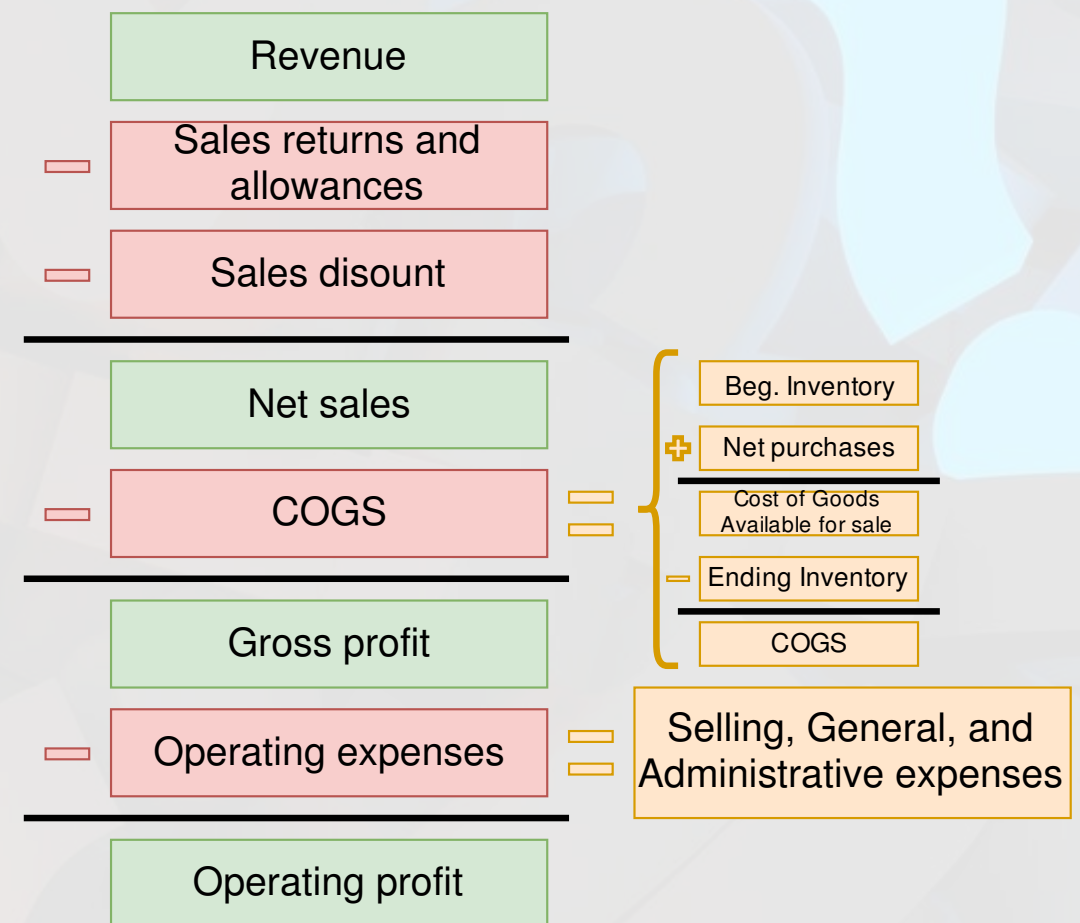 Revenue
Sales returns and
allowances
Sales disount
Net sales
COGS
Gross profit
Operating expenses
Operating profit
Beg. Inventory
Net purchases
Cost of Goods
Available for sale
Ending Inventory
COGS
Selling, General, and
Administrative expenses